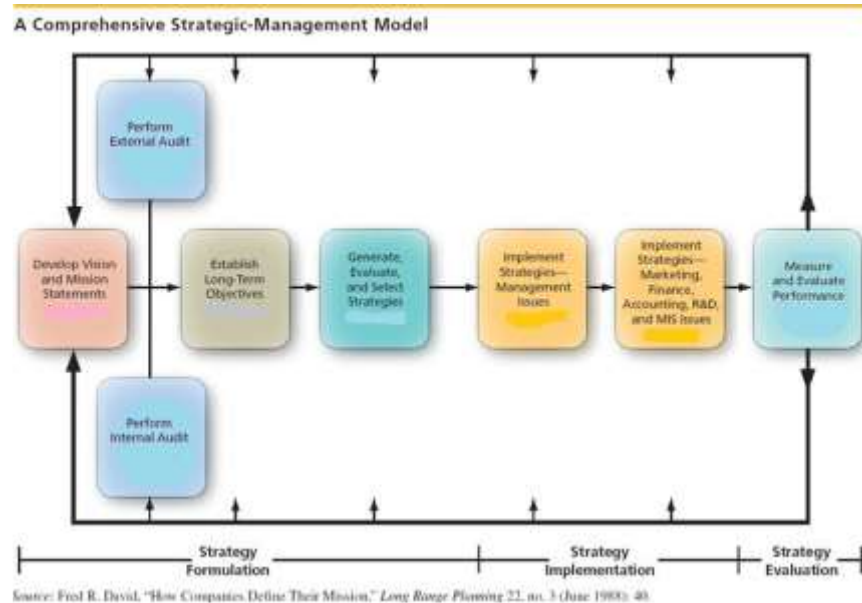 A Comprehensive Strategic-Management Model
Perform
External Audit
Develop Vision
and Mission
Statements
Establish
Long-Term
Objectives
Generate,
Evaluate,
and Select
Strategies
Implement
Strategies—
Management
Issues
Implement
Strategies—
Marketing,
Finance,
Accounting, R&D,
and MIS Issues
Measure
and Evaluate
Performance
Perform
Internal Audit
Strategy
Formulation
Strategy
Implementation
Strategy
Evaluation
Source: Fred R. David, "How Companies Define Their Mission," Long Range Planning 22, no. 3 (June 1988): 40.